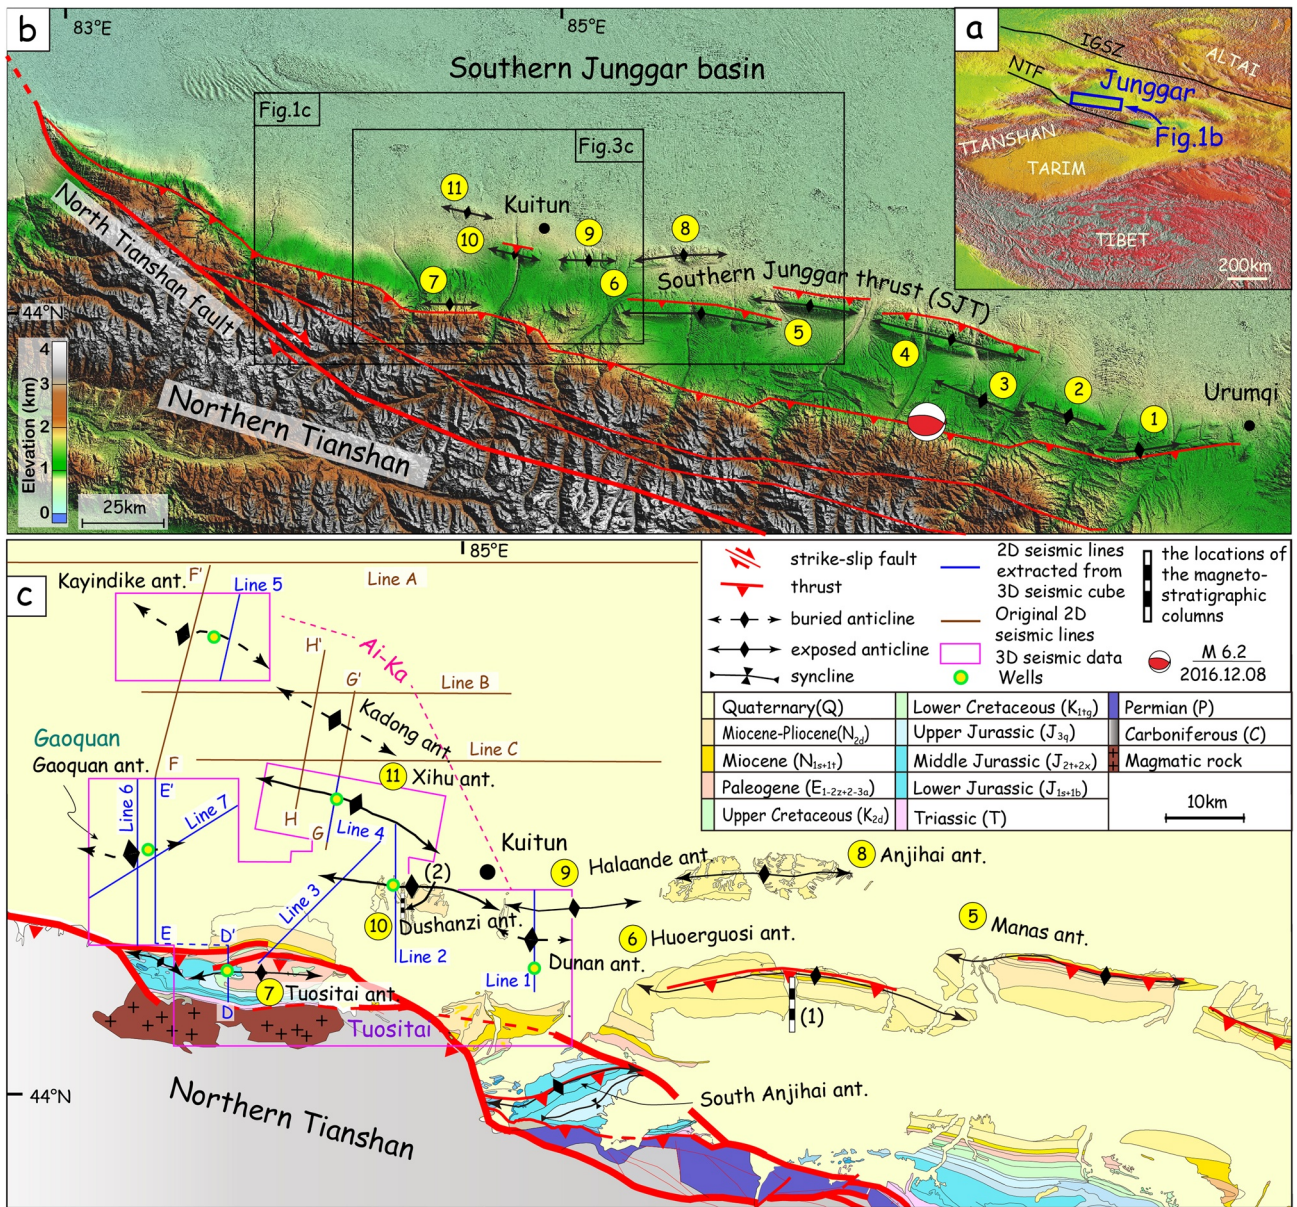 b
83°E
85°E
Southern Junggar basin
Fig.1c
Fig.3c
11
Kuitun
10
9
8
7
6
Southern Junggar thrust (SJT)
5
4
3
2
1
Urumqi
44°N
North Tianshan fault
Northern Tianshan
Elevation (km)
4
3
2
1
0
25km
a
IGSZ
ALTAI
NTF
Junggar
Fig.1b
TIANSHAN
TARIM
TIBET
200km
c
85°E
Kayindike ant.
F'
Line 5
Line A
H'
Ai-Ka
G'
Line B
Kadong ant.
Gaoquan
Gaoquan ant.
F
Line C
11 Xihu ant.
Line 6
E'
Line 7
H
G
Line 4
Kuitun
(2)
9
Halaande ant.
8 Anjihai ant.
Line 3
10
Dushanzi ant.
5 Manas ant.
E
D'
Line 2
6 Huoerguosi ant.
Dunan ant.
Line 1
7 Tuositai ant.
D
Tuositai
(1)
44°N
Northern Tianshan
South Anjihai ant.
strike-slip fault
thrust
buried anticline
exposed anticline
syncline
2D seismic lines
extracted from
3D seismic cube
Original 2D
seismic lines
3D seismic data
Wells
the locations of
the magneto-
stratigraphic
columns
M 6.2
2016.12.08
Quaternary(Q)
Miocene-Pliocene(N2d)
Miocene (N1s+1t)
Paleogene (E1-2z+2-3a)
Upper Cretaceous (K2d)
Lower Cretaceous (K1tg)
Upper Jurassic (J3q)
Middle Jurassic (J2t+2x)
Lower Jurassic (J1s+1b)
Triassic (T)
Permian (P)
Carboniferous (C)
Magmatic rock
10km